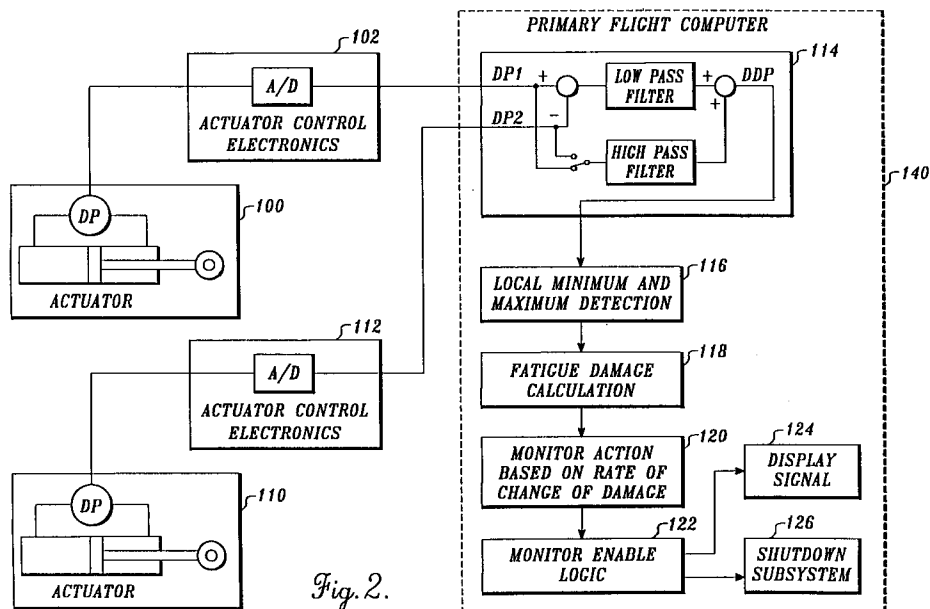 PRIMARY FLIGHT COMPUTER
102
A/D
ACTUATOR CONTROL
ELECTRONICS
114
DP1
+
LOW PASS
FILTER
+
DDP
+
DP2
-
HIGH PASS
FILTER
140
100
DP
ACTUATOR
116
LOCAL MINIMUM AND
MAXIMUM DETECTION
112
A/D
ACTUATOR CONTROL
ELECTRONICS
118
FATIGUE DAMAGE
CALCULATION
120
MONITOR ACTION
BASED ON RATE OF
CHANGE OF DAMAGE
124
DISPLAY
SIGNAL
110
DP
ACTUATOR
122
MONITOR ENABLE
LOGIC
126
SHUTDOWN
SUBSYSTEM
Fig. 2.